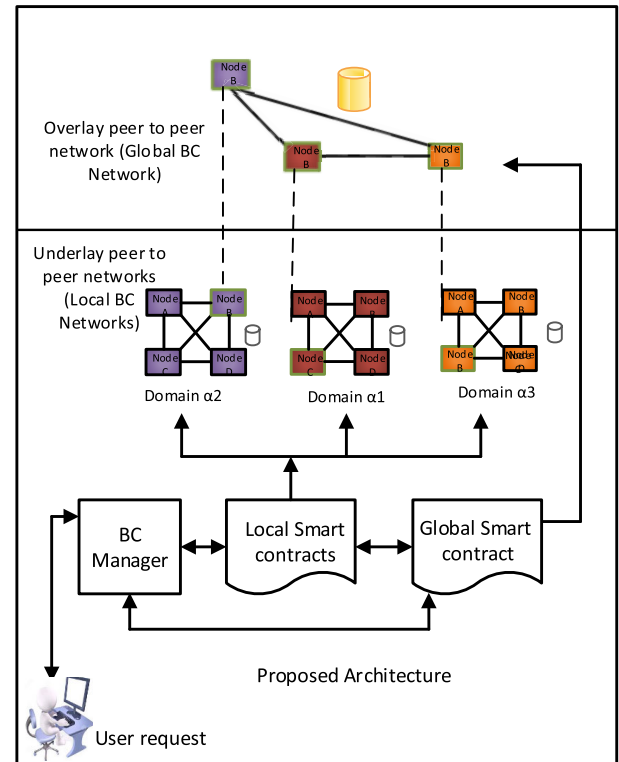 Node
B
Overlay peer to peer
network (Global BC
Network)
Node
B
Node
B
Underlay peer to
peer networks
(Local BC
Networks)
Node
A
Node
B
Node
C
Node
D
Node
A
Node
B
Node
C
Node
D
Node
A
Node
B
Node
B
Node
Domain α2
Domain α1
Domain α3
BC
Manager
Local Smart
contracts
Global Smart
contract
Proposed Architecture
User request